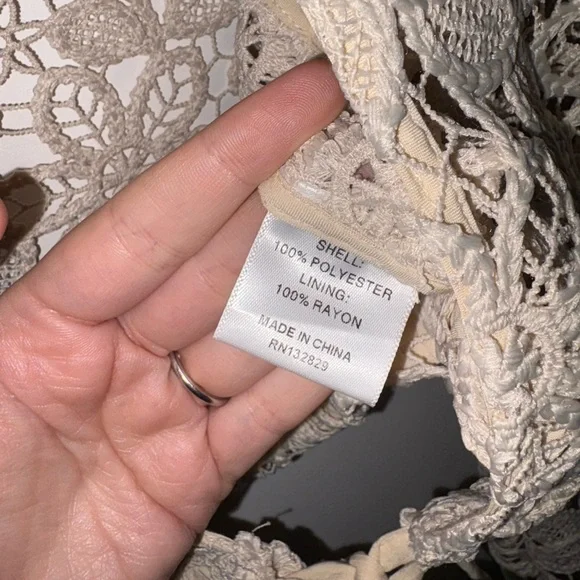 SHELL:
100% POLYESTER
LINING:
100% RAYON
MADE IN CHINA
RN132829